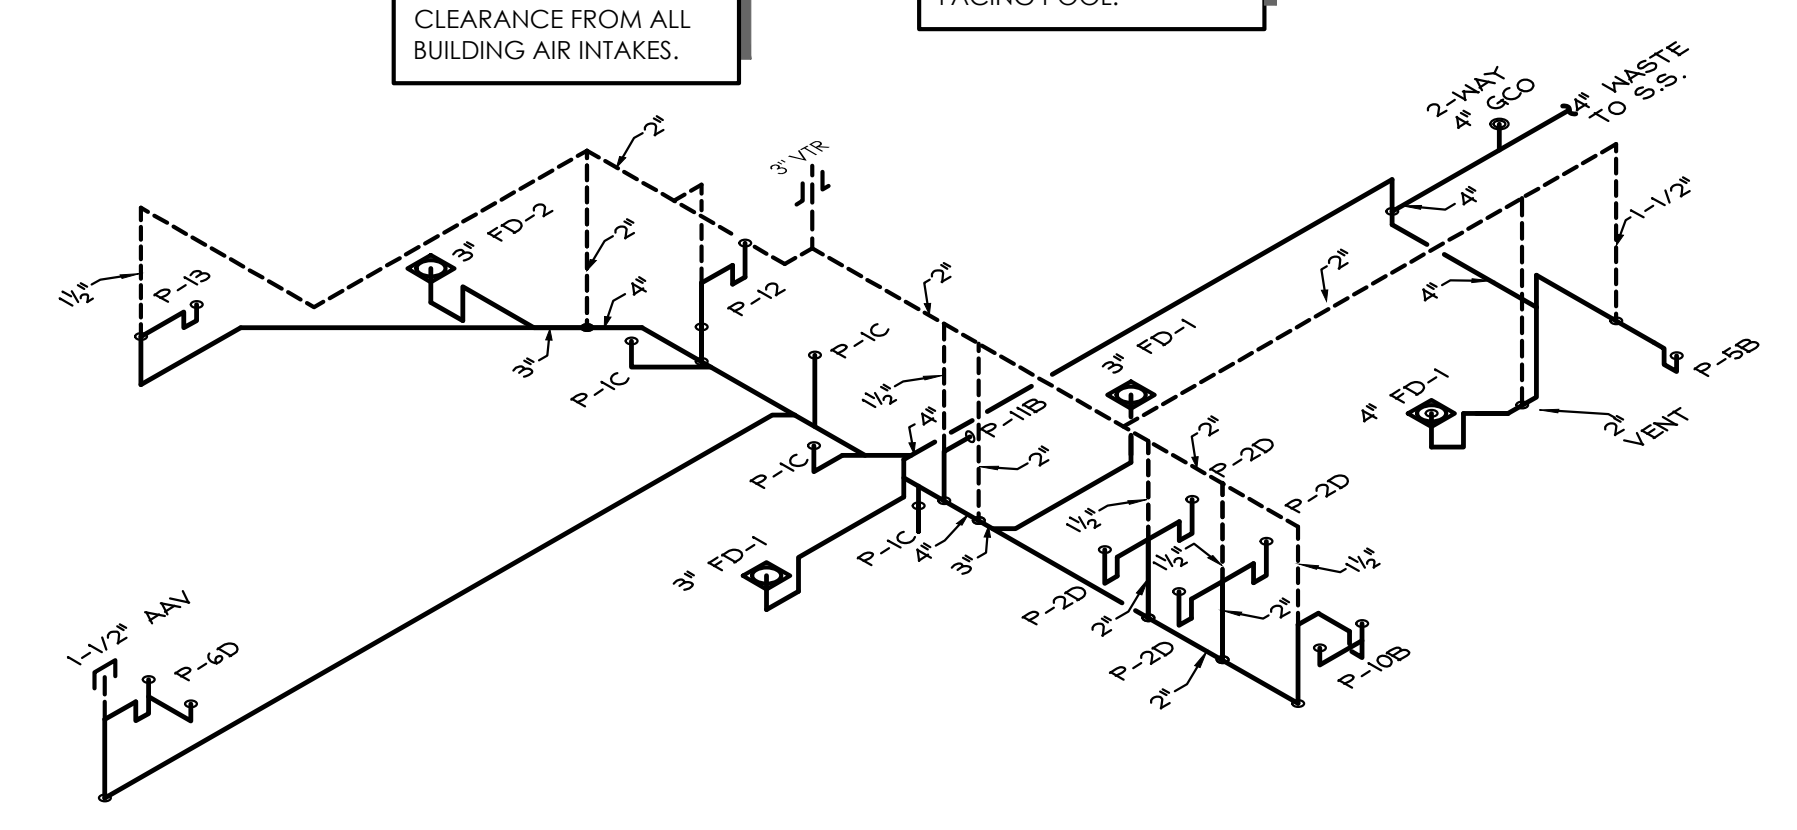 CLEARANCE FROM ALL
BUILDING AIR INTAKES.
FACING POOL.
2-WAY
4" GCO
4" WASTE
TO S.S.
2"
3" VTR
3" FD-2
2"
4"
1-1/2"
1½"
P-13
4"
P-12
2"
2"
4"
3"
P-1C
P-1C
3" FD-1
P-5B
1½"
4"
P-11B
4" FD-1
2"
VENT
P-1C
2"
2"
P-2D
P-2D
1½"
3" FD-1
P-1C
4"
3"
1½"
1½"
P-2D
2"
2"
P-2D
2"
P-10B
1-1/2" AAV
P-6D